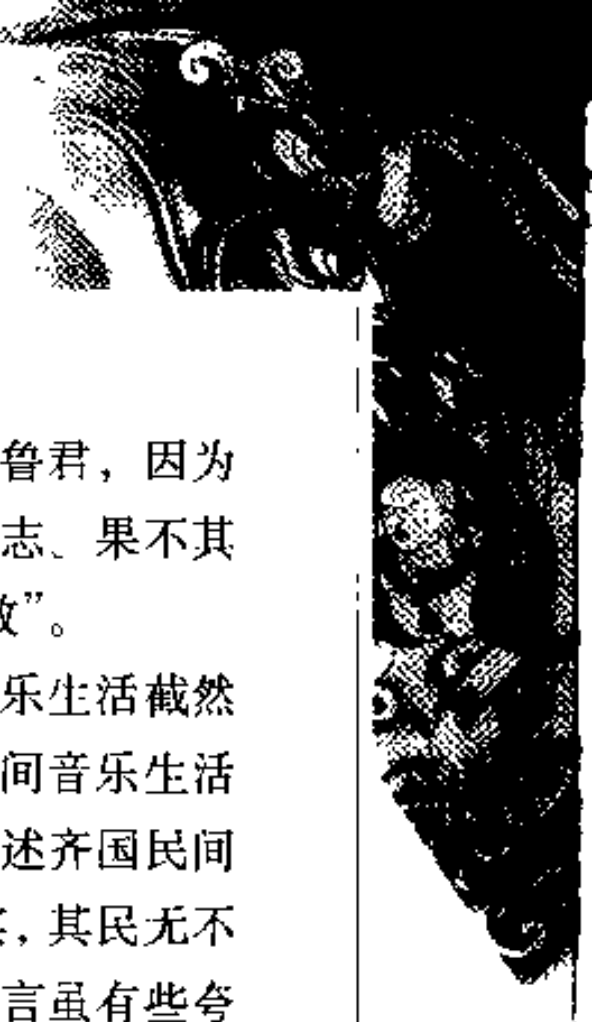 鲁君，因为
志、果不其
”。
乐生活截然
间音乐生活
述齐国民间
，其民无不
言虽有些夸